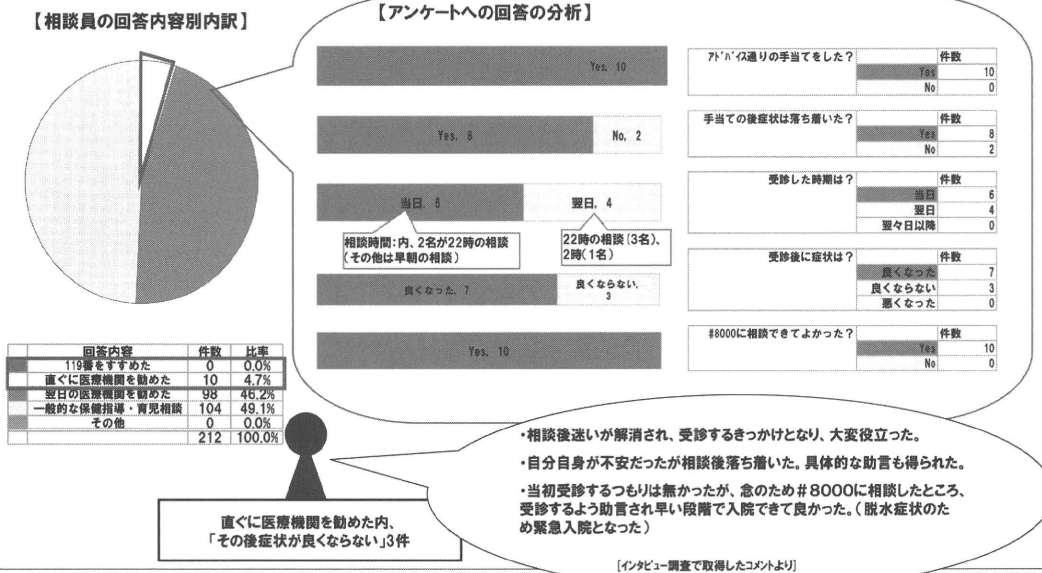 【相談員の回答内容別内訳】
【アンケートへの回答の分析】
Yes, 10
アドバイス通りの手当てをした? 件数
Yes 10
No 0
Yes, 8 No, 2
手当ての後症状は落ち着いた? 件数
Yes 8
No 2
当日, 6 翌日, 4
相談時間:内、2名が22時の相談
(その他は早朝の相談)
22時の相談(3名)、
2時(1名)
受診した時期は? 件数
当日 6
翌日 4
翌々日以降 0
良くなった, 7 良くならない,
3
受診後に症状は? 件数
良くなった 7
良くならない 3
悪くなった 0
Yes, 10
#8000に相談できてよかった? 件数
Yes 10
No 0
回答内容 件数 比率
119番をすすめた 0 0.0%
直ぐに医療機関を勧めた 10 4.7%
翌日の医療機関を勧めた 98 46.2%
一般的な保健指導・育児相談 104 49.1%
その他 0 0.0%
212 100.0%
直ぐに医療機関を勧めた内、
「その後症状が良くならない」3件
・相談後迷いが解消され、受診するきっかけとなり、大変役立った。
・自分自身が不安だったが相談後落ち着いた。具体的な助言も得られた。
・当初受診するつもりは無かったが、念のため#8000に相談したところ、
受診するよう助言され早い段階で入院できて良かった。(脱水症状のた
め緊急入院となった)
[インタビュー調査で取得したコメントより]